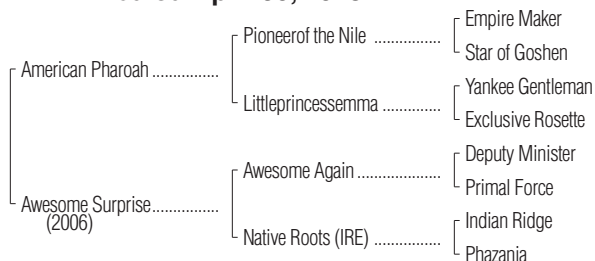 Pioneerof the Nile ................
Empire Maker
Star of Goshen
American Pharoah ................
Littleprincessemma ..............
Yankee Gentleman
Exclusive Rosette
Awesome Again ....................
Deputy Minister
Primal Force
Awesome Surprise................
(2006)
Native Roots (IRE) ................
Indian Ridge
Phazania